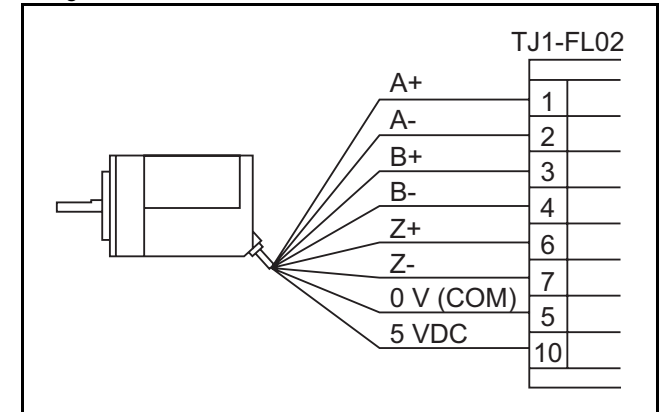 TJ1-FL02
A+ 1
A- 2
B+ 3
B- 4
Z+ 6
Z- 7
0 V (COM) 5
5 VDC 10